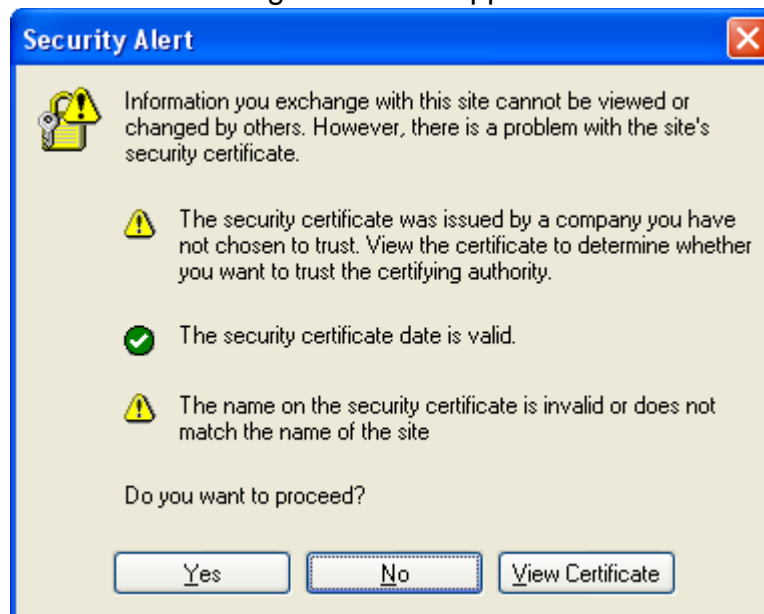 Security Alert
Information you exchange with this site cannot be viewed or
changed by others. However, there is a problem with the site's
security certificate.
The security certificate was issued by a company you have
not chosen to trust. View the certificate to determine whether
you want to trust the certifying authority.
The security certificate date is valid.
The name on the security certificate is invalid or does not
match the name of the site
Do you want to proceed?
Yes No View Certificate